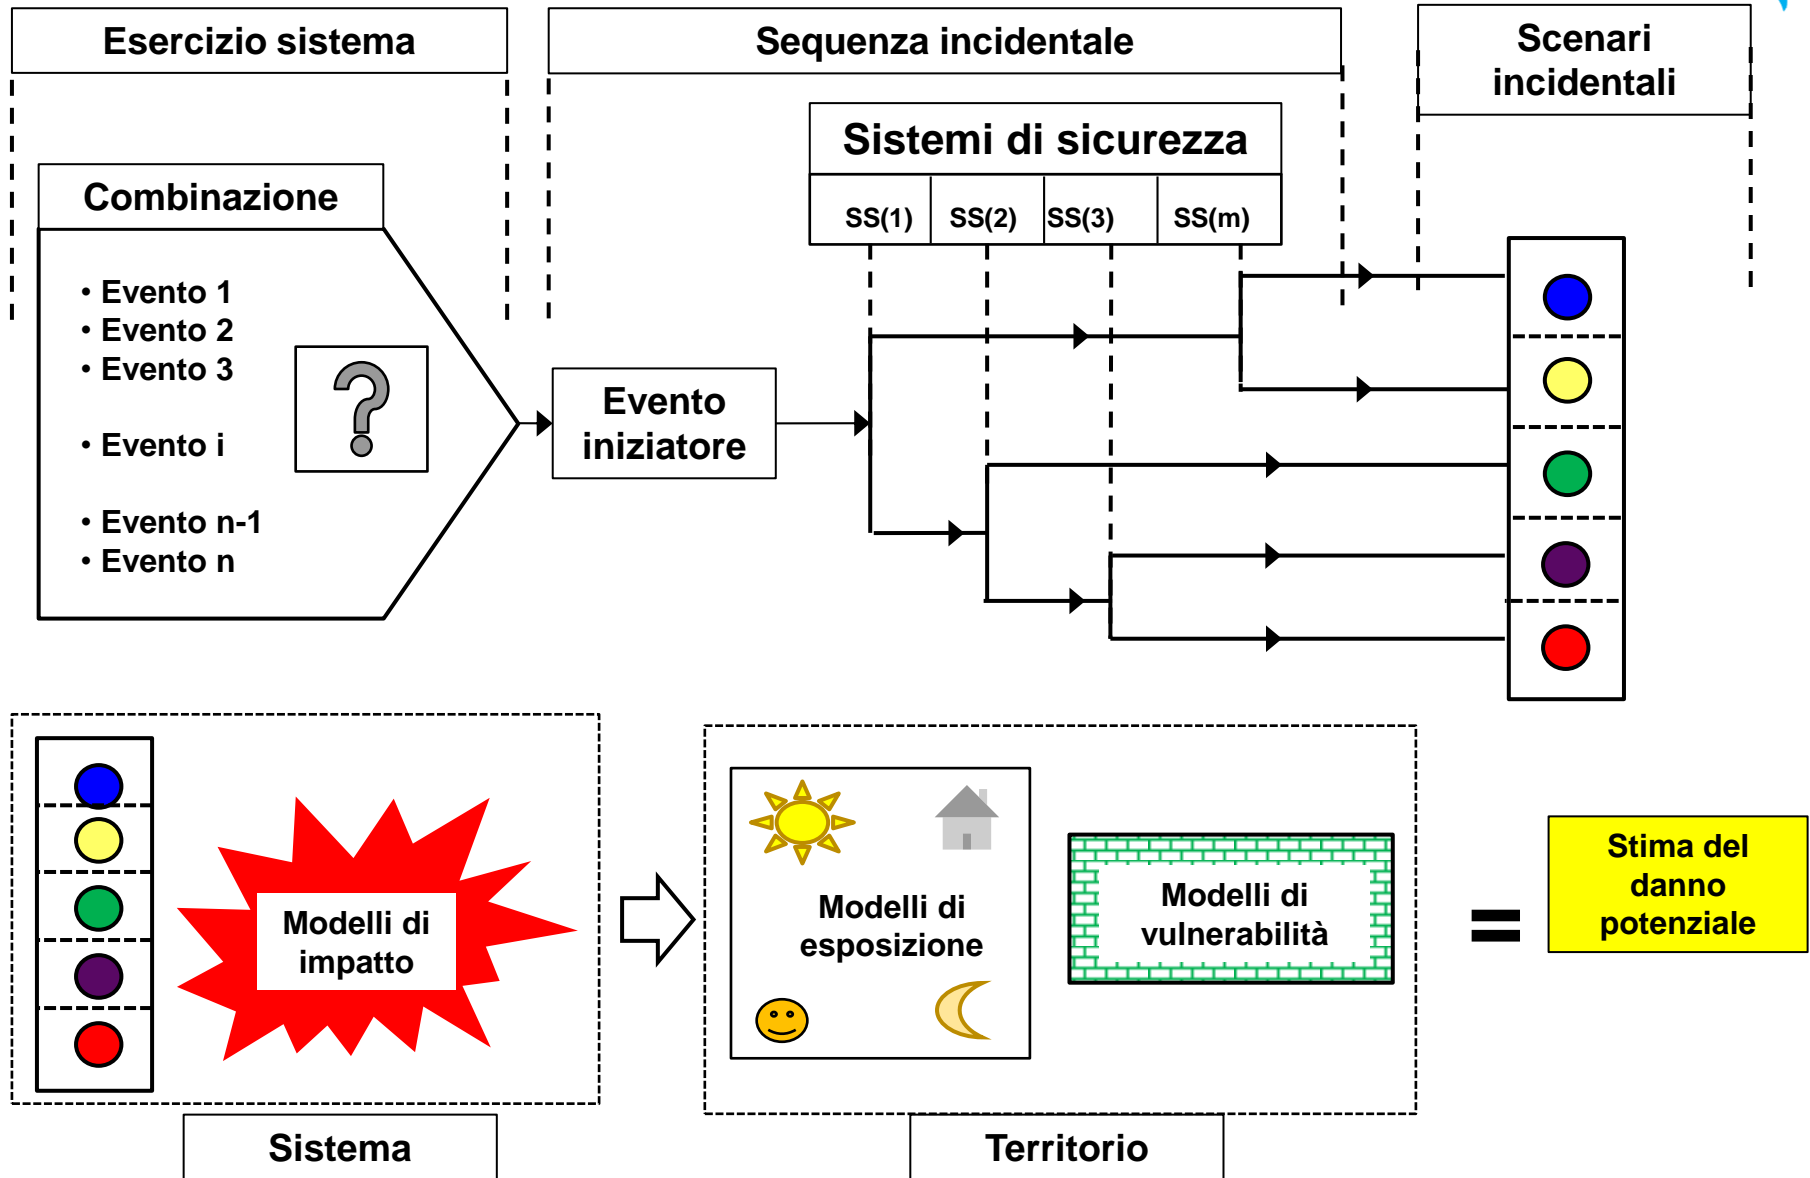 Esercizio sistema
Sequenza incidentale
Scenari
incidentali
Sistemi di sicurezza
SS(1) SS(2) SS(3) SS(m)
Combinazione
• Evento 1
• Evento 2
• Evento 3
• Evento i
• Evento n-1
• Evento n
?
Evento
iniziatore
Modelli di
impatto
Modelli di
esposizione
Modelli di
vulnerabilità
=
Stima del
danno
potenziale
Sistema
Territorio